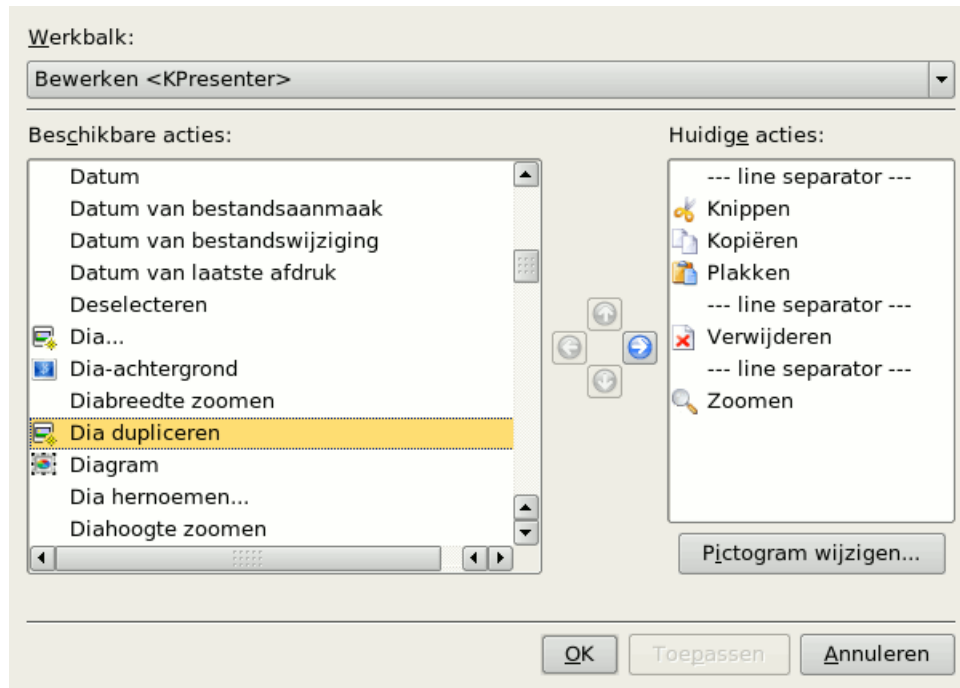 Werkbalk:
Bewerken <KPresenter>
Beschikbare acties:
Datum
Datum van bestandsaanmaak
Datum van bestandswijziging
Datum van laatste afdruk
Deselecteren
Dia...
Dia-achtergrond
Diabreedte zoomen
Dia dupliceren
Diagram
Dia hernoemen...
Diahoogte zoomen
Huidige acties:
--- line separator ---
Knippen
Kopiëren
Plakken
--- line separator ---
Verwijderen
--- line separator ---
Zoomen
Pictogram wijzigen...
OK
Toepassen
Annuleren